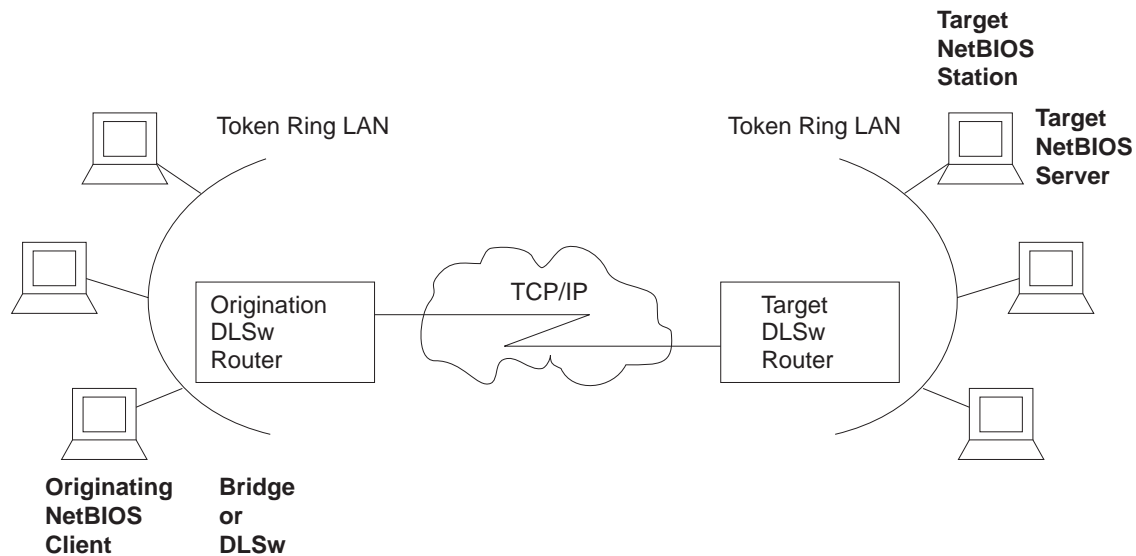 Target
NetBIOS
Station
Token Ring LAN
Token Ring LAN
Target
NetBIOS
Server
Origination
DLSw
Router
TCP/IP
Target
DLSw
Router
Originating
NetBIOS
Client
Bridge
or
DLSw